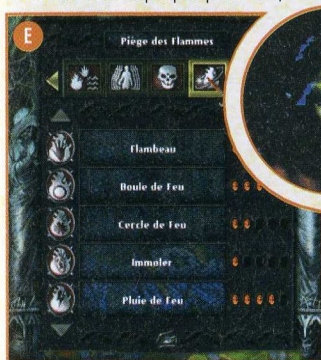 E
Piège des Flammes
Flambeau
Boule de Feu
Cercle de Feu
Immoler
Pluie de Feu